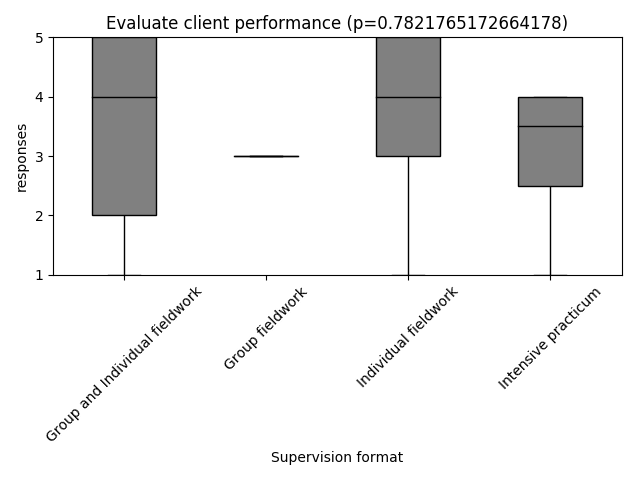 Evaluate client performance (p=0.7821765172664178)
responses
5
4
3
2
1
Group and Individual fieldwork
Group fieldwork
Individual fieldwork
Intensive practicum
Supervision format